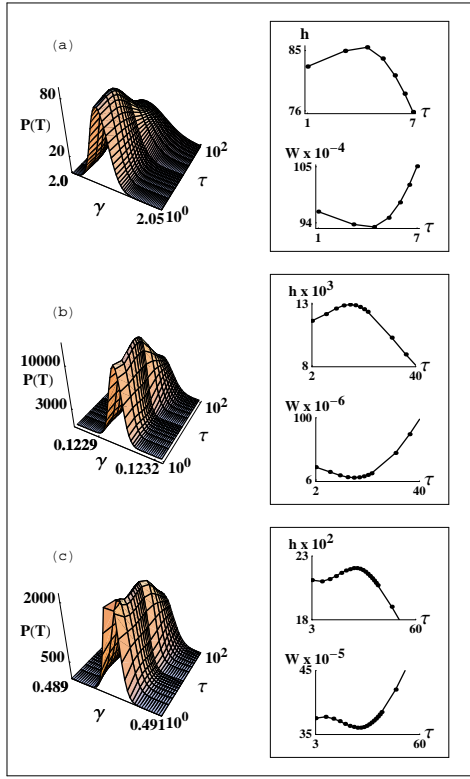 (a)
80
P(T)
20
2.0
γ
2.05
10^0
τ
10^2
h
85
76
1
7
τ
W x 10^-4
105
94
1
7
τ
(b)
10000
P(T)
3000
0.1229
γ
0.1232
10^0
τ
10^2
h x 10^3
13
8
2
40
τ
W x 10^-6
100
6
2
40
τ
(c)
2000
P(T)
500
0.489
γ
0.491
10^0
τ
10^2
h x 10^2
23
18
3
60
τ
W x 10^-5
45
35
3
60
τ